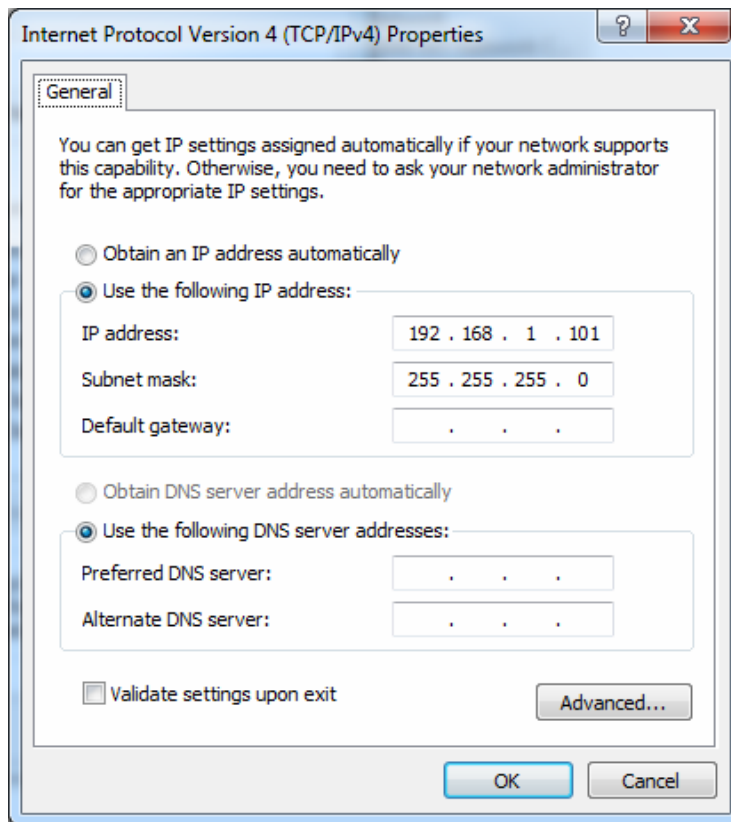 Internet Protocol Version 4 (TCP/IPv4) Properties
General
You can get IP settings assigned automatically if your network supports
this capability. Otherwise, you need to ask your network administrator
for the appropriate IP settings.
Obtain an IP address automatically
Use the following IP address:
IP address: 192 . 168 . 1 . 101
Subnet mask: 255 . 255 . 255 . 0
Default gateway: . . .
Obtain DNS server address automatically
Use the following DNS server addresses:
Preferred DNS server: . . .
Alternate DNS server: . . .
Validate settings upon exit
Advanced...
OK Cancel